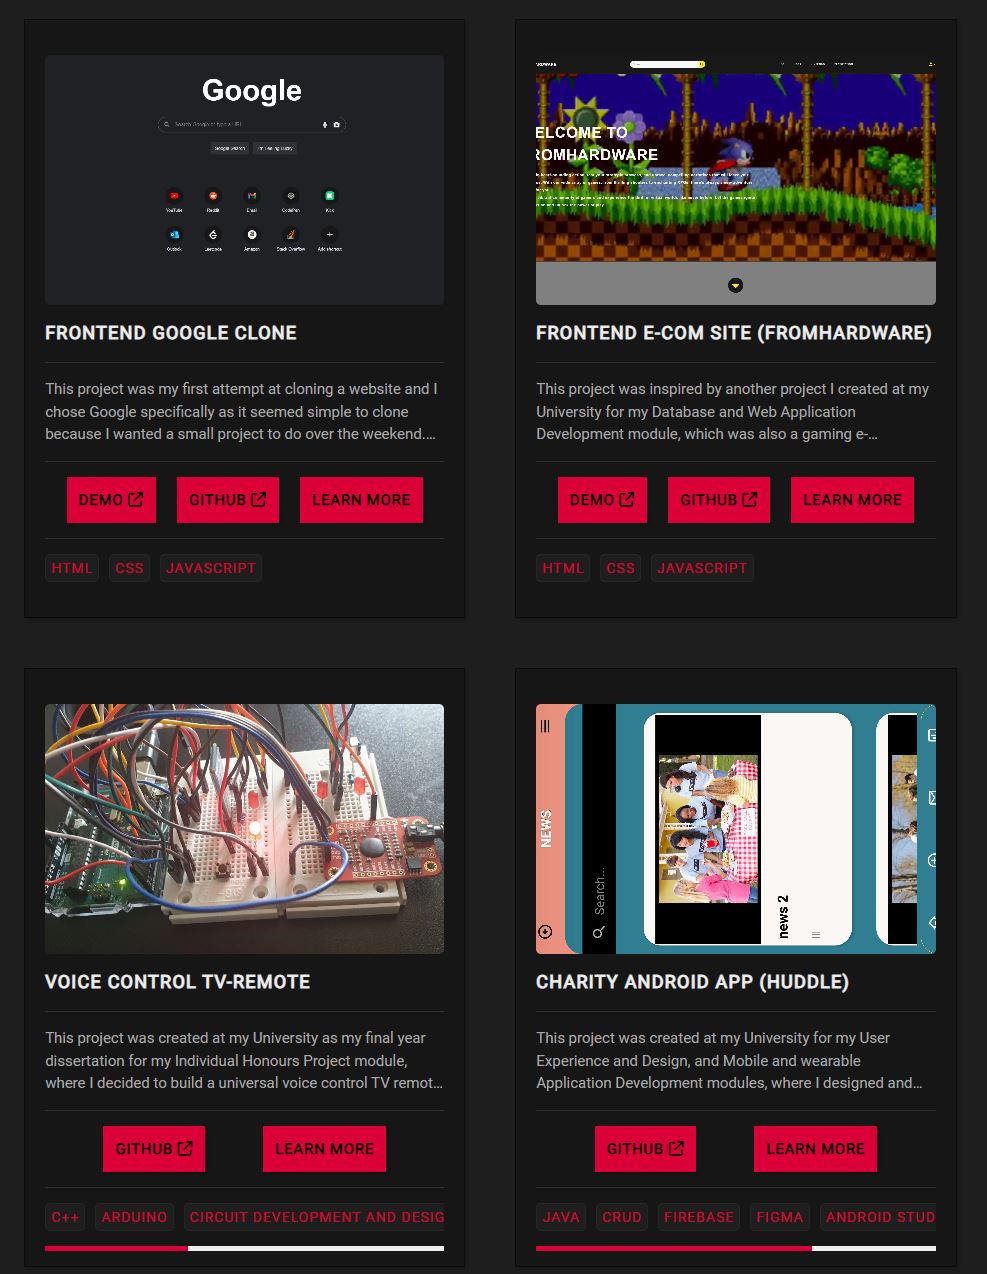 Google
Search Google or type a URL
Google Search I'm Feeling Lucky
YouTube Reddit Email CodePen Kick
Outlook Leetcode Amazon Stack Overflow Add shortcut
FRONTEND GOOGLE CLONE
This project was my first attempt at cloning a website and I
chose Google specifically as it seemed simple to clone
because I wanted a small project to do over the weekend....
DEMO GITHUB LEARN MORE
HTML CSS JAVASCRIPT
ELCOME TO
ROMHARDWARE
FRONTEND E-COM SITE (FROMHARDWARE)
This project was inspired by another project I created at my
University for my Database and Web Application
Development module, which was also a gaming e-...
DEMO GITHUB LEARN MORE
HTML CSS JAVASCRIPT
VOICE CONTROL TV-REMOTE
This project was created at my University as my final year
dissertation for my Individual Honours Project module,
where I decided to build a universal voice control TV remot...
GITHUB LEARN MORE
C++ ARDUINO CIRCUIT DEVELOPMENT AND DESIG
NEWS
Search...
news 2
CHARITY ANDROID APP (HUDDLE)
This project was created at my University for my User
Experience and Design, and Mobile and wearable
Application Development modules, where I designed and...
GITHUB LEARN MORE
JAVA CRUD FIREBASE FIGMA ANDROID STUD